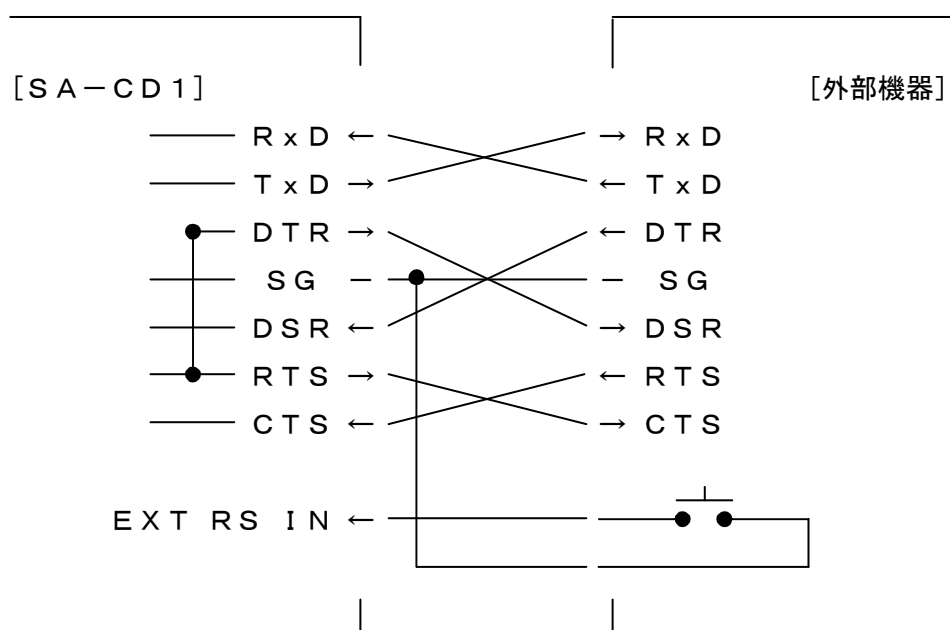 [SA-CD1] [外部機器]
RxD ← → RxD
TxD → ← TxD
DTR → ← DTR
SG - - SG
DSR ← → DSR
RTS → ← RTS
CTS ← → CTS
EXT RS IN ←